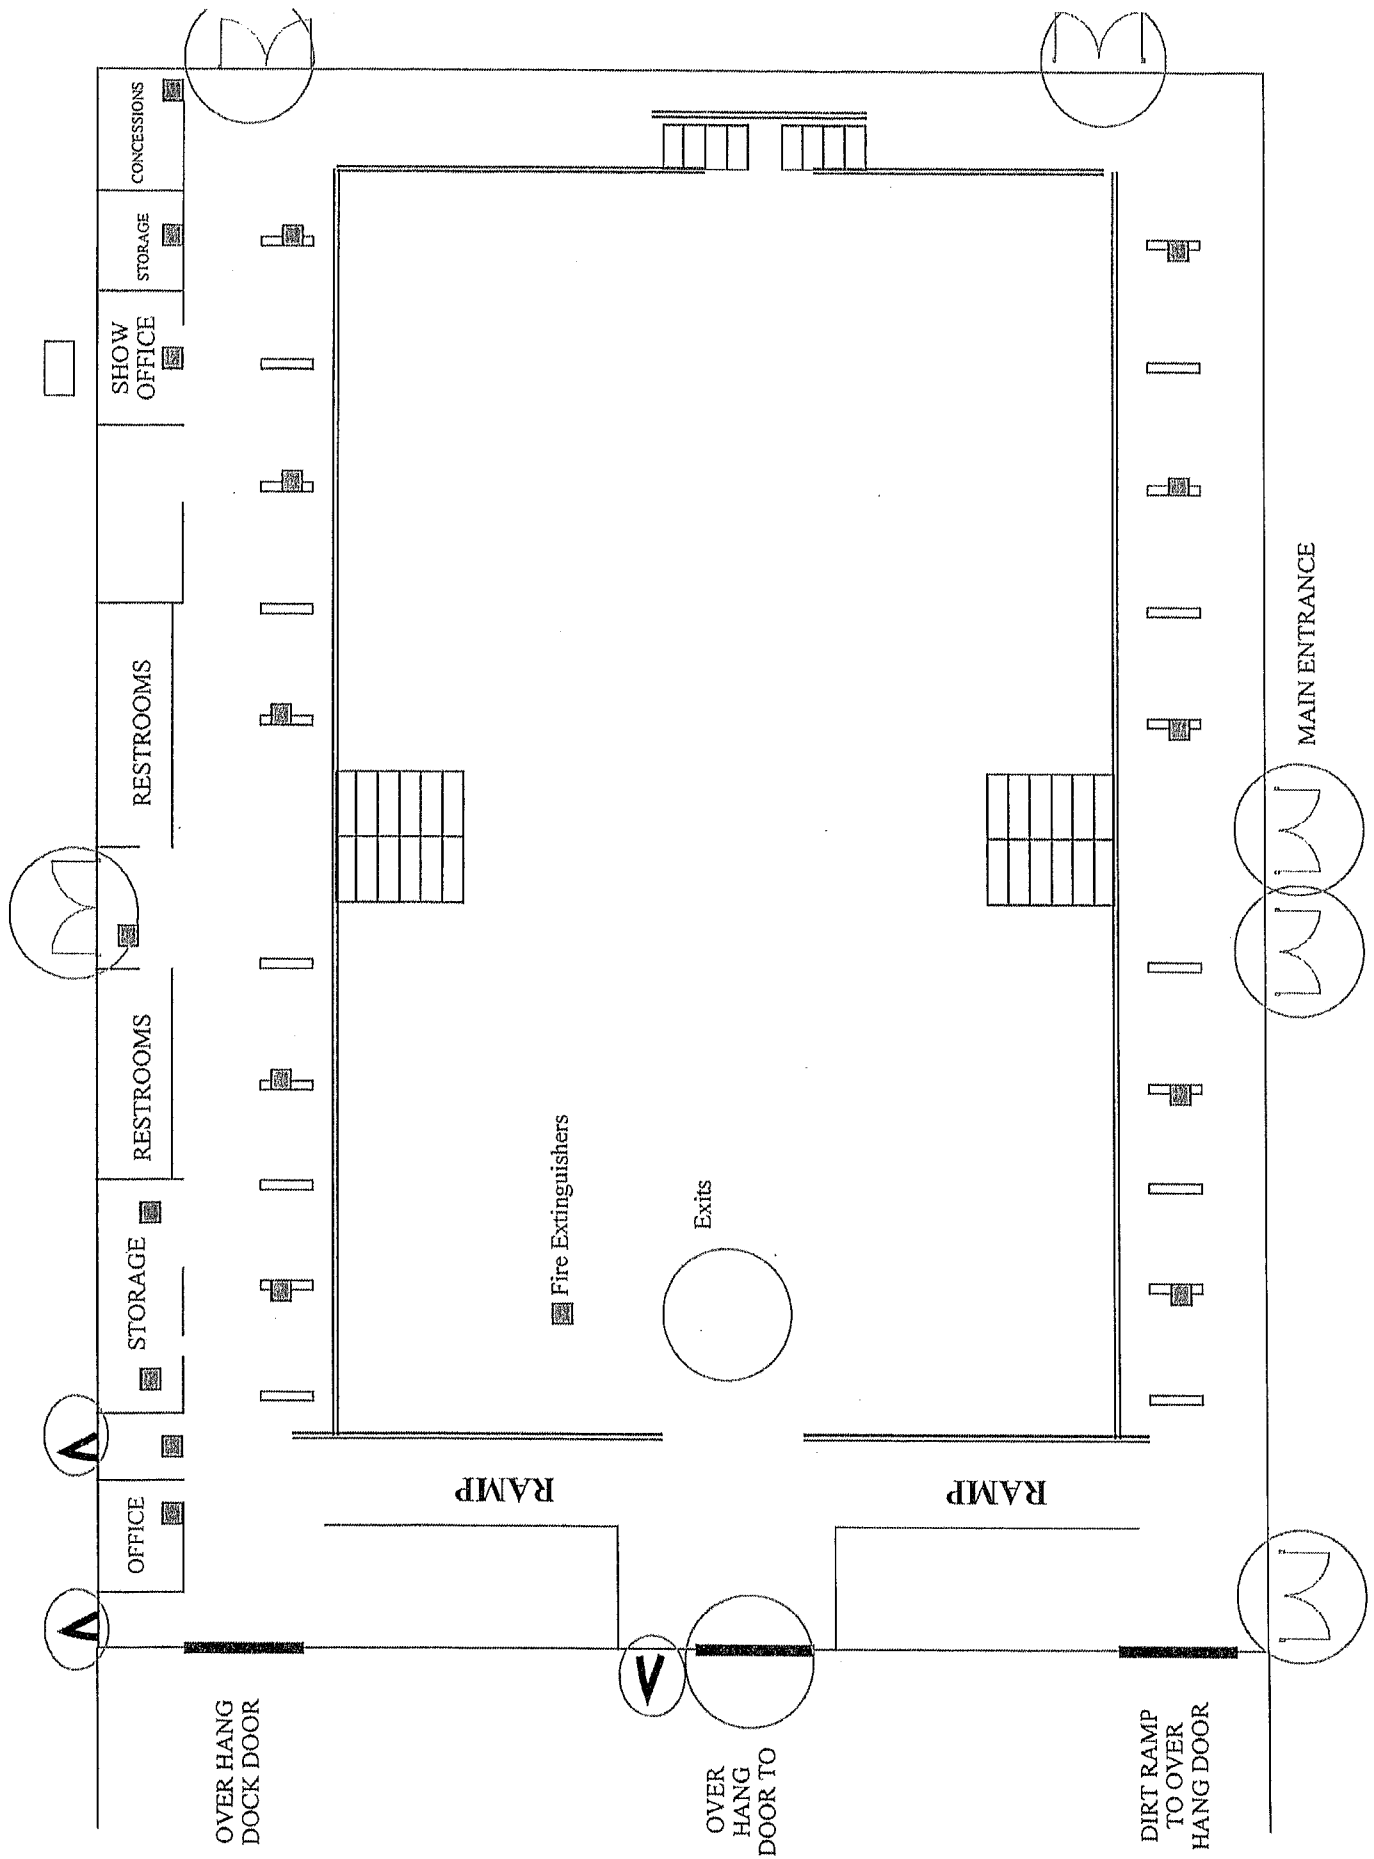 CONCESSIONS
STORAGE
SHOW
OFFICE
RESTROOMS
RESTROOMS
STORAGE
OFFICE
MAIN ENTRANCE
Fire Extinguishers
Exits
RAMP
RAMP
OVER HANG
DOCK DOOR
OVER
HANG
DOOR TO
DIRT RAMP
TO OVER
HANG DOOR